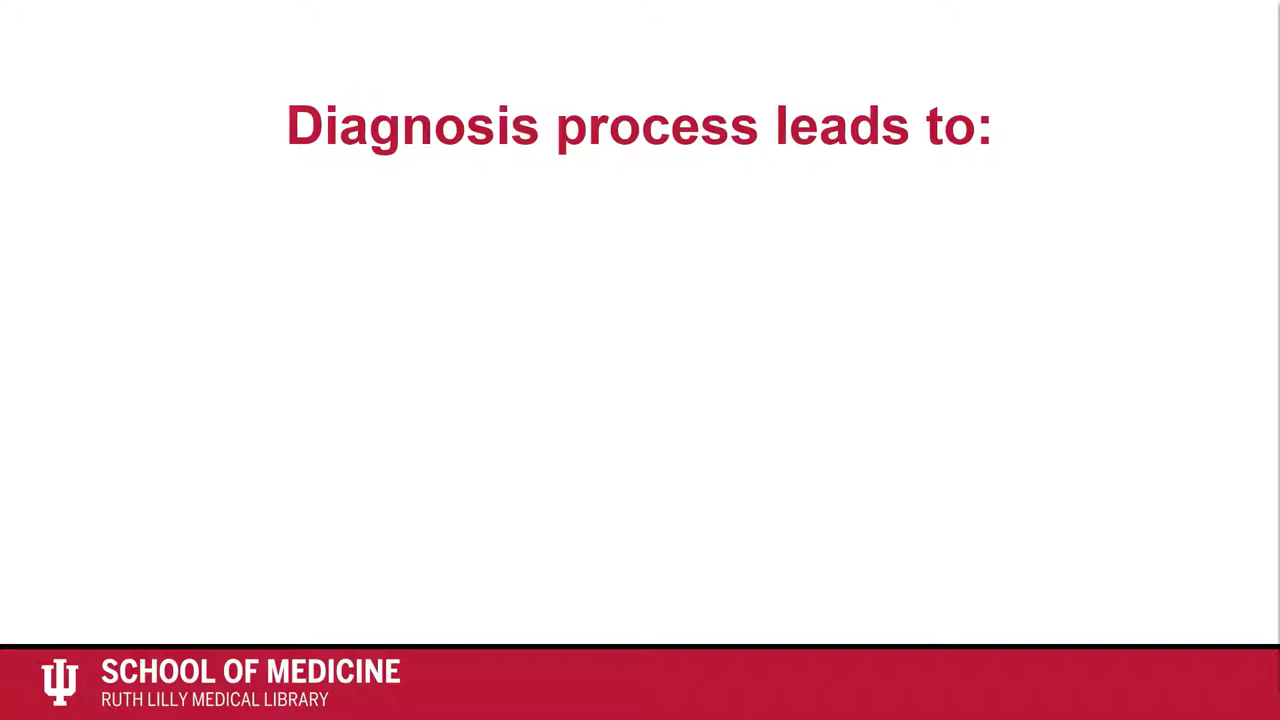 Diagnosis process leads to:
SCHOOL OF MEDICINE
RUTH LILLY MEDICAL LIBRARY